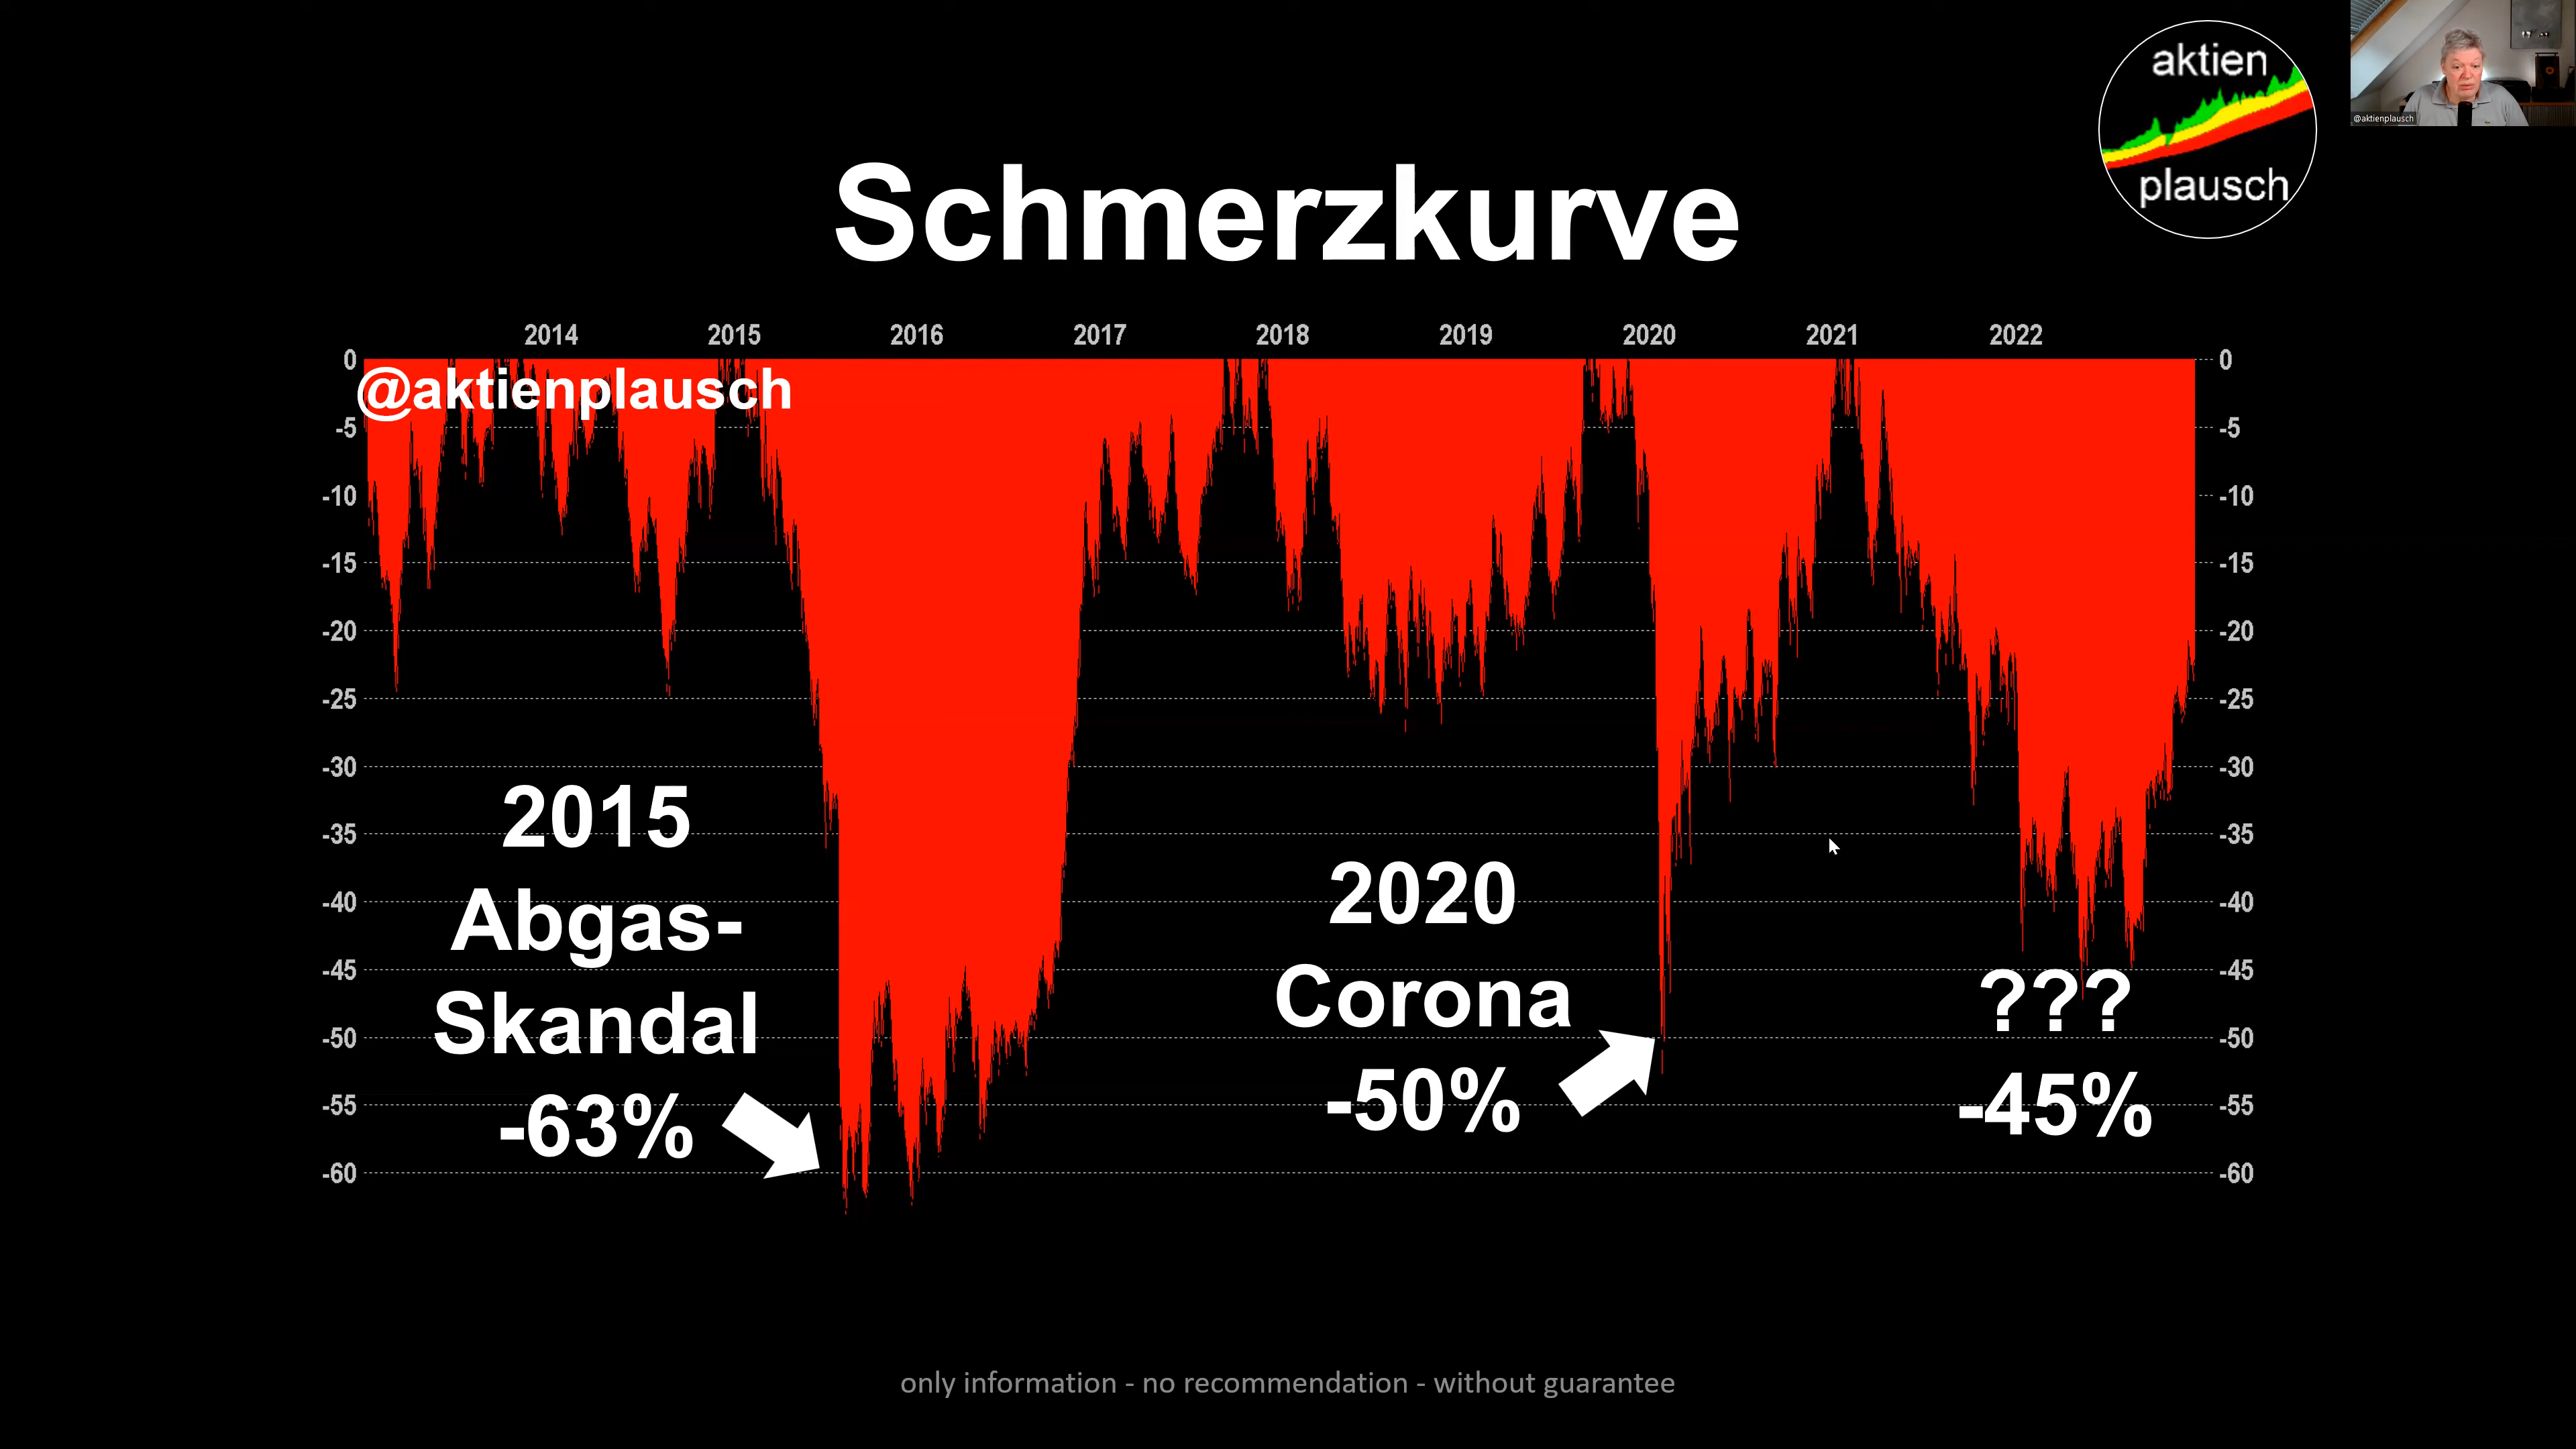 aktien
plausch
@aktienplausch
Schmerzkurve
2014 2015 2016 2017 2018 2019 2020 2021 2022
0 0
@aktienplausch
-5 -5
-10 -10
-15 -15
-20 -20
-25 -25
-30 -30
-35 -35
-40 -40
-45 -45
-50 -50
-55 -55
-60 -60
2015
Abgas-
Skandal
-63%
2020
Corona
-50%
???
-45%
only information - no recommendation - without guarantee